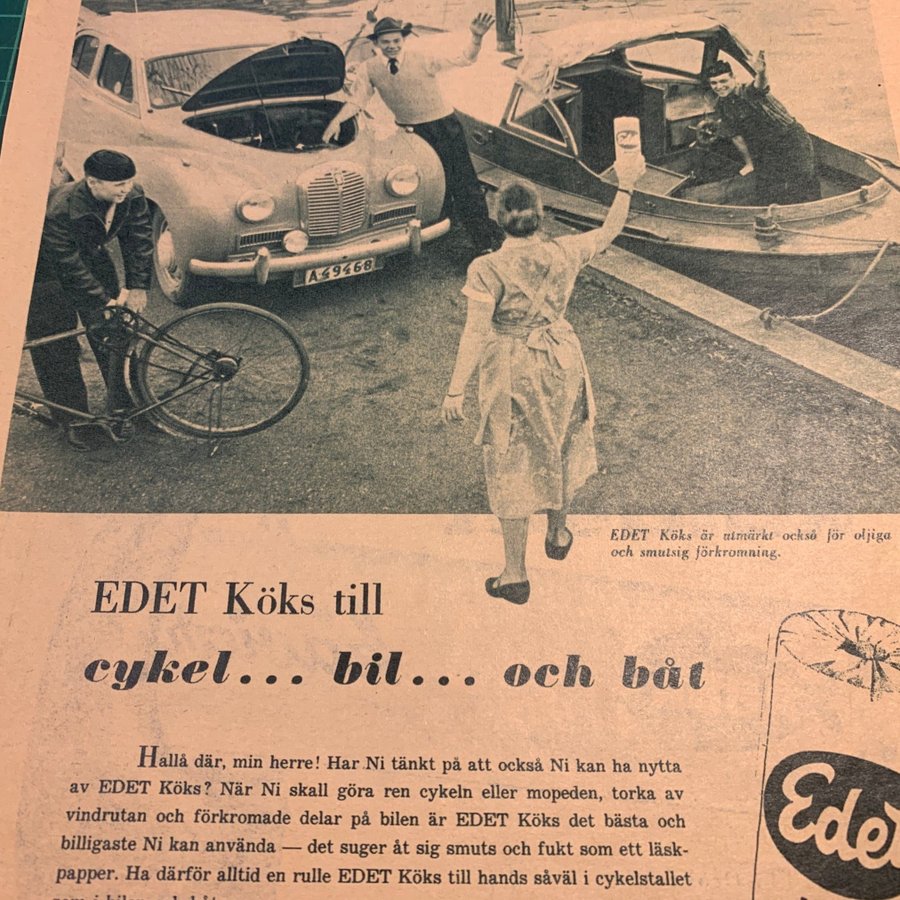 A49468
EDET Köks är utmärkt också för oljiga
och smutsig förkromning.
EDET Köks till
cykel... bil... och båt
Hallå där, min herre! Har Ni tänkt på att också Ni kan ha nytta
av EDET Köks? När Ni skall göra ren cykeln eller mopeden, torka av
vindrutan och förkromade delar på bilen är EDET Köks det bästa och
billigaste Ni kan använda — det suger åt sig smuts och fukt som ett läsk-
papper. Ha därför alltid en rulle EDET Köks till hands såväl i cykelstallet
Edet